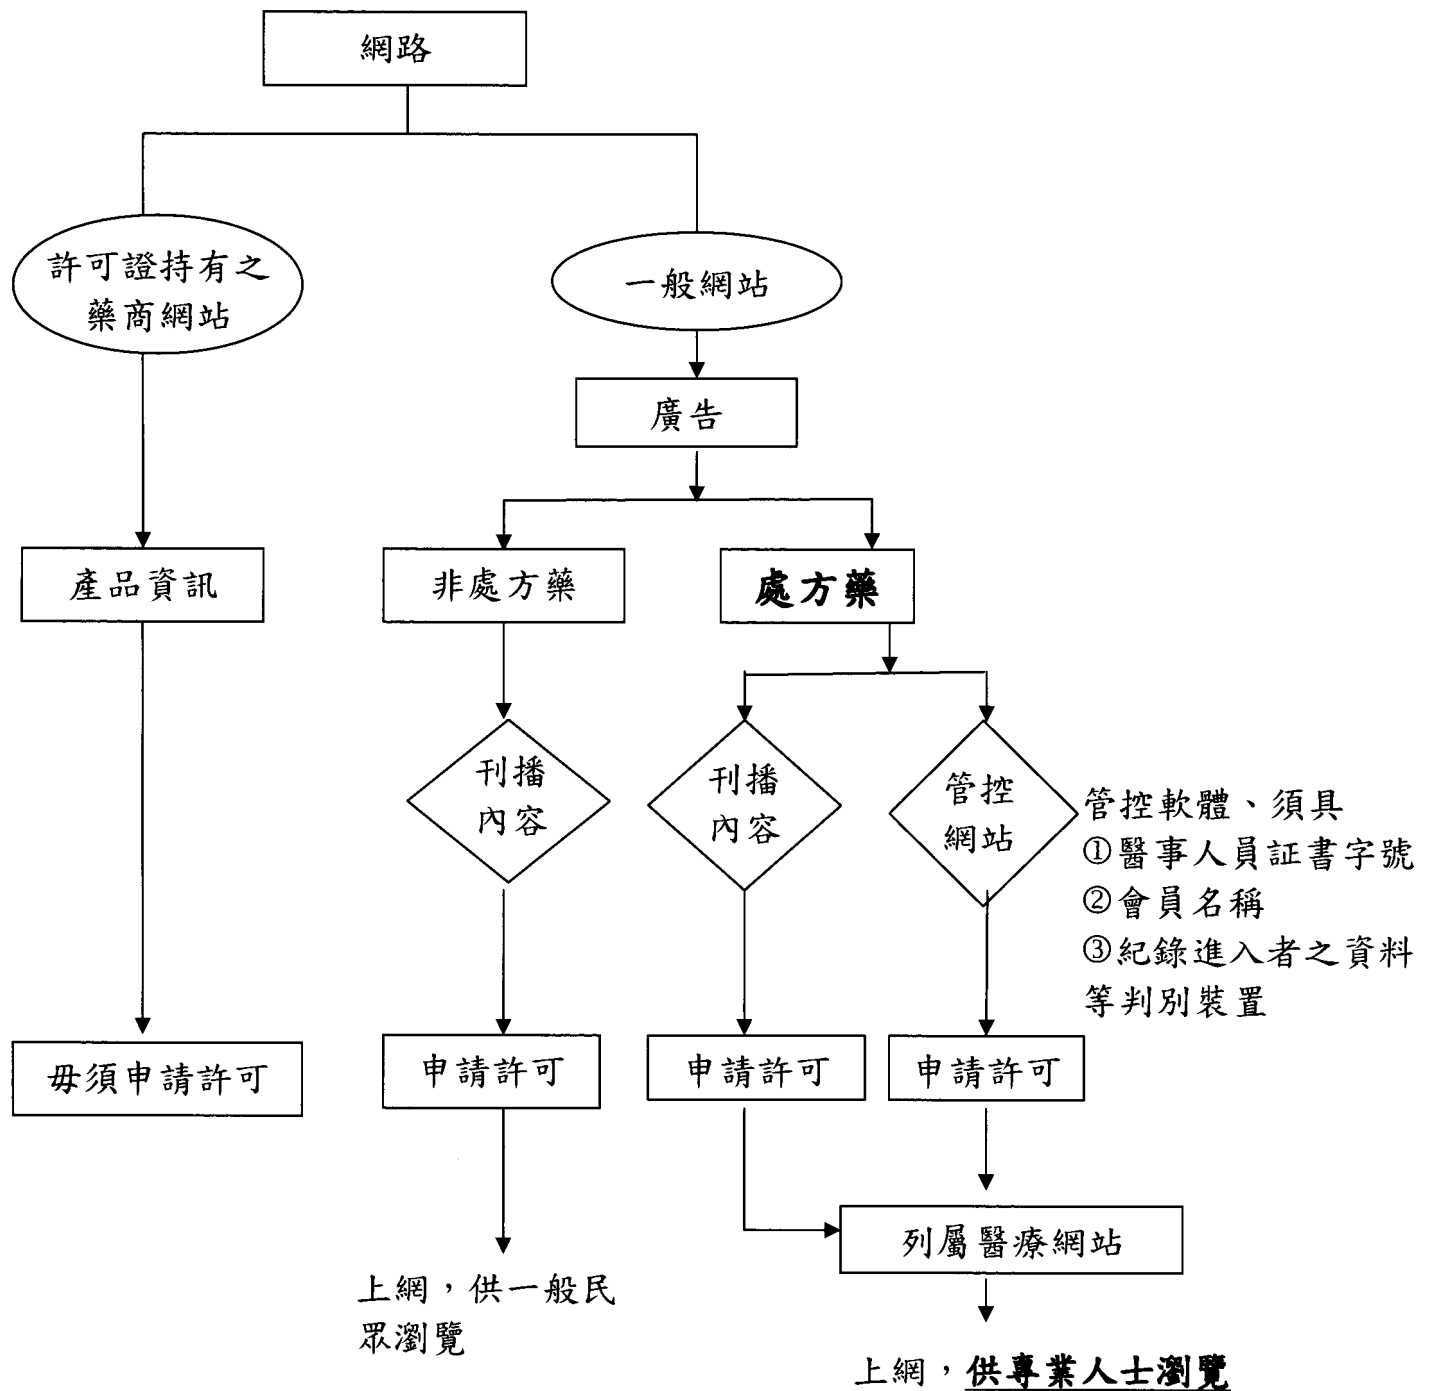 網路
許可證持有之
藥商網站
一般網站
廣告
產品資訊
非處方藥
處方藥
刊播
內容
刊播
內容
管控
網站
管控軟體、須具
①醫事人員証書字號
②會員名稱
③紀錄進入者之資料
等判別裝置
毋須申請許可
申請許可
申請許可
申請許可
列屬醫療網站
上網，供一般民
眾瀏覽
上網，供專業人士瀏覽